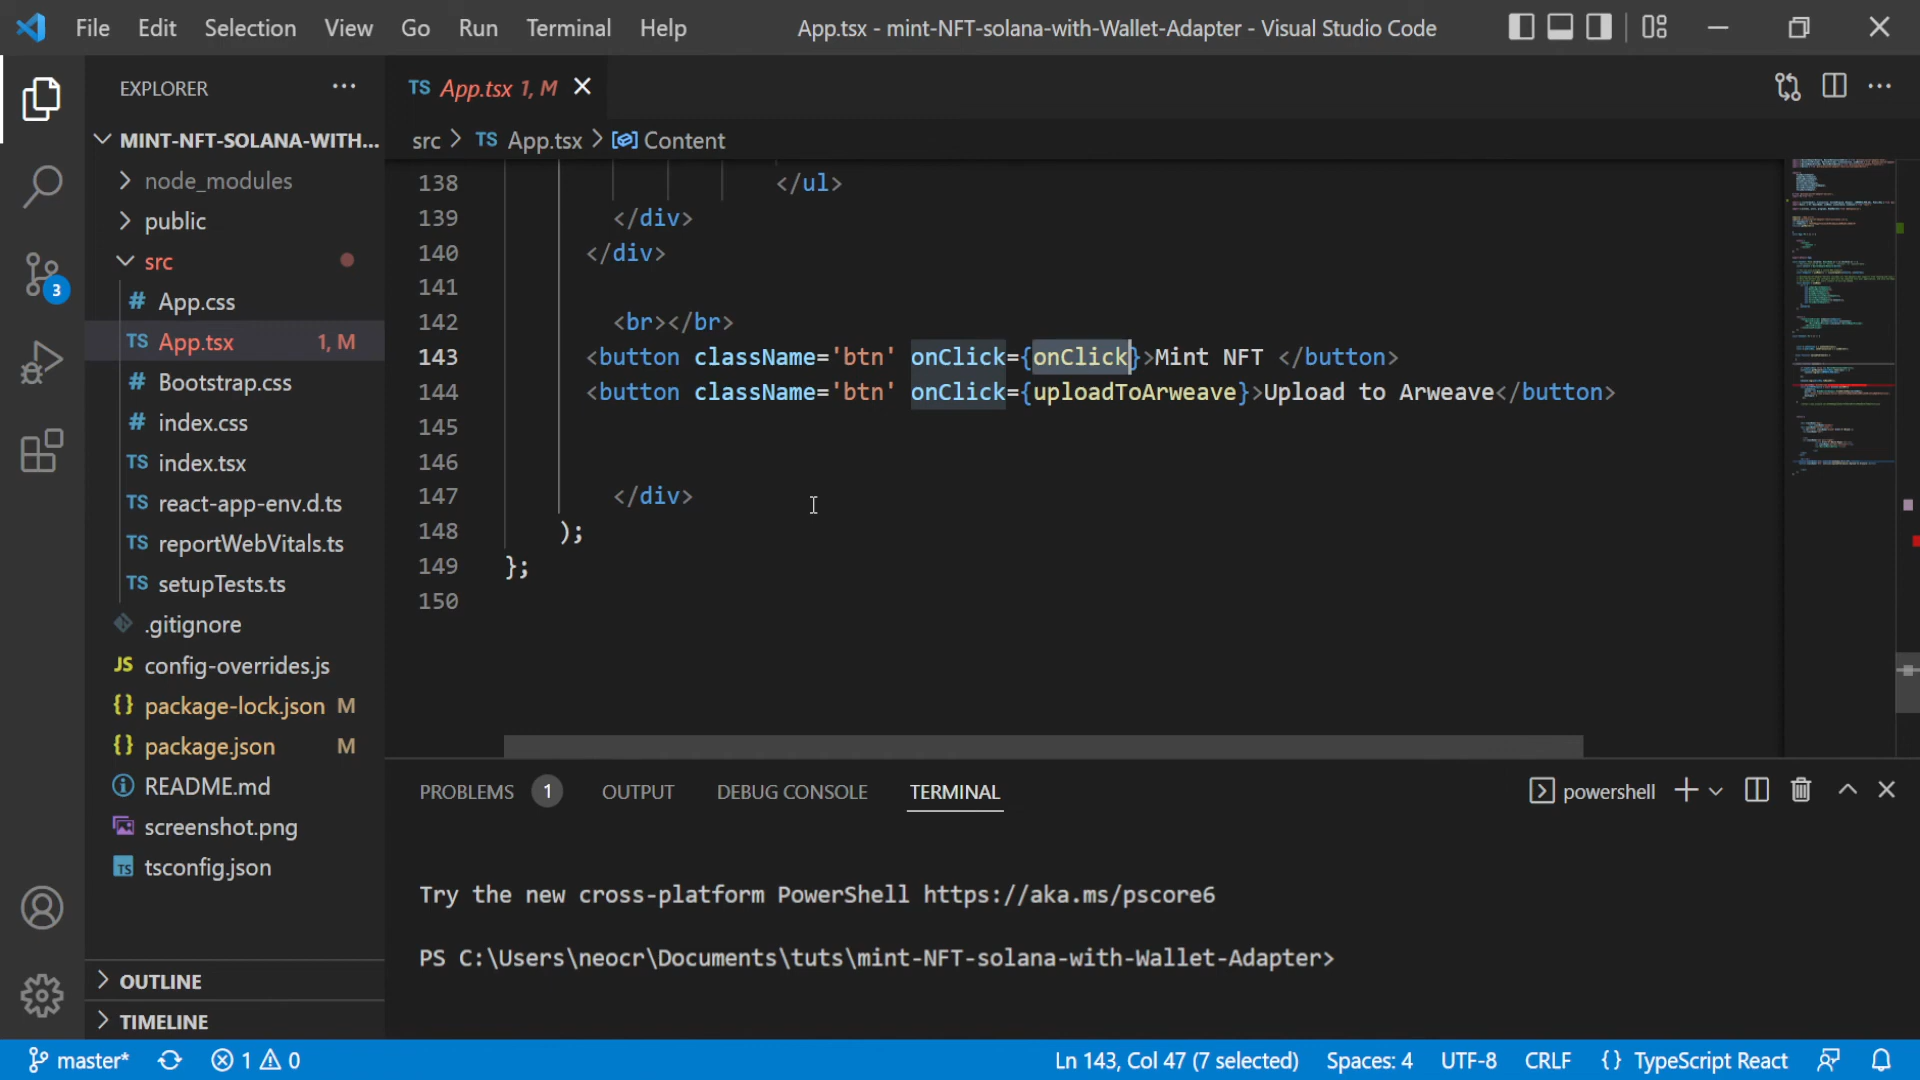 File Edit Selection View Go Run Terminal Help
App.tsx - mint-NFT-solana-with-Wallet-Adapter - Visual Studio Code
EXPLORER ···
MINT-NFT-SOLANA-WITH...
node_modules
public
src
# App.css
TS App.tsx 1, M
# Bootstrap.css
# index.css
TS index.tsx
TS react-app-env.d.ts
TS reportWebVitals.ts
TS setupTests.ts
.gitignore
JS config-overrides.js
{} package-lock.json M
{} package.json M
README.md
screenshot.png
TS tsconfig.json
OUTLINE
TIMELINE
3
TS App.tsx 1, M
src > TS App.tsx > Content
138 </ul>
139 </div>
140 </div>
141
142 <br></br>
143 <button className='btn' onClick={onClick}>Mint NFT </button>
144 <button className='btn' onClick={uploadToArweave}>Upload to Arweave</button>
145
146
147 </div>
148 );
149 };
150
PROBLEMS 1 OUTPUT DEBUG CONSOLE TERMINAL
powershell
Try the new cross-platform PowerShell https://aka.ms/pscore6
PS C:\Users\neocr\Documents\tuts\mint-NFT-solana-with-Wallet-Adapter>
master* 1 0
Ln 143, Col 47 (7 selected) Spaces: 4 UTF-8 CRLF {} TypeScript React